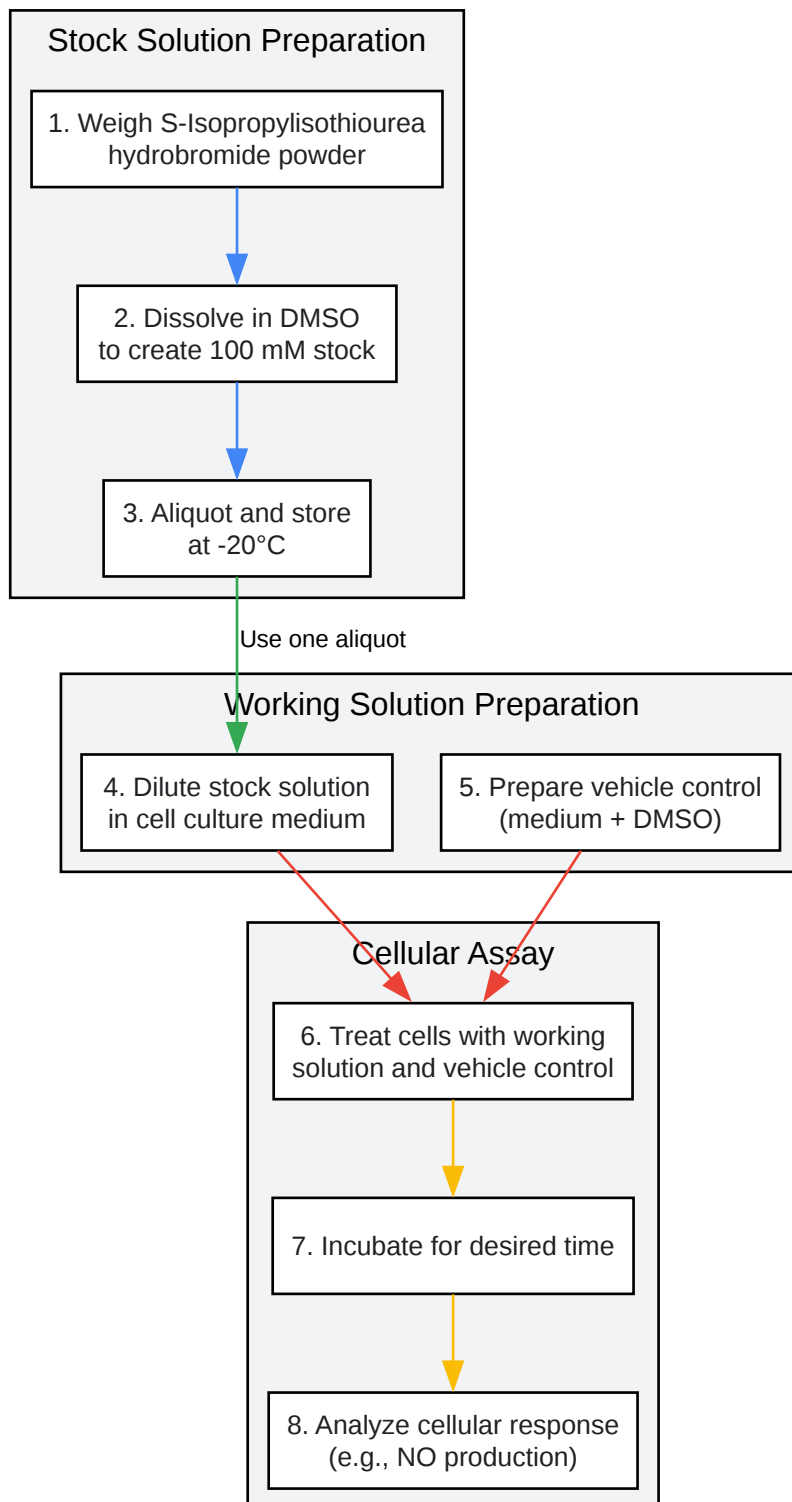 Stock Solution Preparation
1. Weigh S-Isopropylisothiourea
hydrobromide powder
2. Dissolve in DMSO
to create 100 mM stock
3. Aliquot and store
at -20°C
Use one aliquot
Working Solution Preparation
4. Dilute stock solution
in cell culture medium
5. Prepare vehicle control
(medium + DMSO)
Cellular Assay
6. Treat cells with working
solution and vehicle control
7. Incubate for desired time
8. Analyze cellular response
(e.g., NO production)